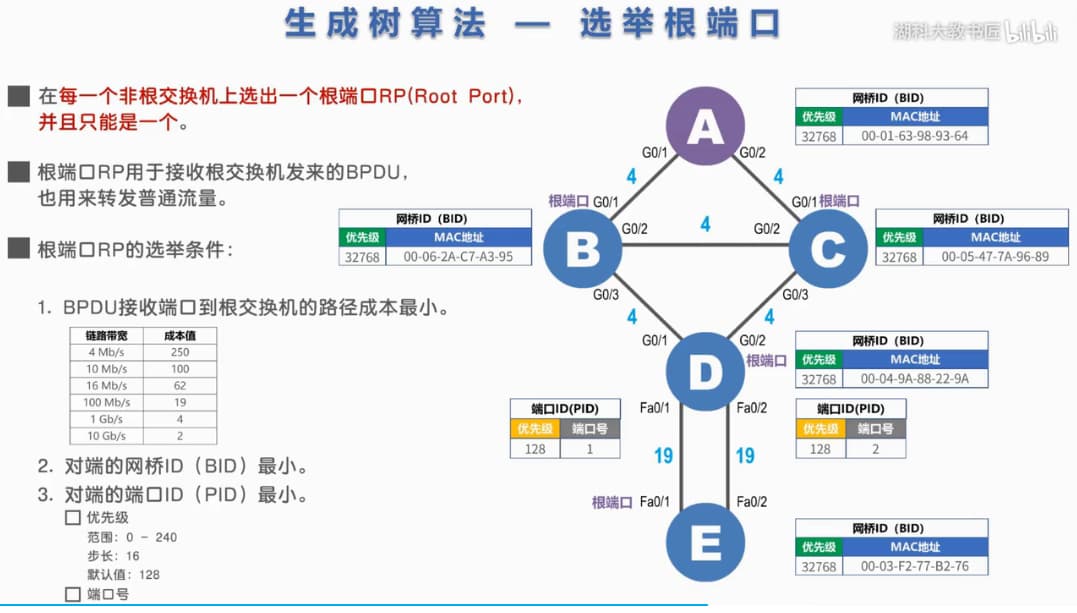 生成树算法 — 选举根端口
湖科大教书匠 bilibili
在每一个非根交换机上选出一个根端口RP(Root Port),
并且只能是一个。
根端口RP用于接收根交换机发来的BPDU,
也用来转发普通流量。
根端口RP的选举条件:
1. BPDU接收端口到根交换机的路径成本最小。
链路带宽 成本值
4 Mb/s 250
10 Mb/s 100
16 Mb/s 62
100 Mb/s 19
1 Gb/s 4
10 Gb/s 2
2. 对端的网桥ID（BID）最小。
3. 对端的端口ID（PID）最小。
优先级
范围: 0 – 240
步长: 16
默认值: 128
端口号
A
网桥ID（BID）
优先级 MAC地址
32768 00-01-63-98-93-64
G0/1 G0/2
4 4
根端口 G0/1
G0/1 根端口
网桥ID（BID）
优先级 MAC地址
32768 00-06-2A-C7-A3-95
B
G0/2
4
G0/2
C
网桥ID（BID）
优先级 MAC地址
32768 00-05-47-7A-96-89
G0/3 G0/3
4 4
G0/1 G0/2
根端口
D
网桥ID（BID）
优先级 MAC地址
32768 00-04-9A-88-22-9A
端口ID(PID)
优先级 端口号
128 1
Fa0/1 Fa0/2
端口ID(PID)
优先级 端口号
128 2
19 19
根端口 Fa0/1 Fa0/2
E
网桥ID（BID）
优先级 MAC地址
32768 00-03-F2-77-B2-76